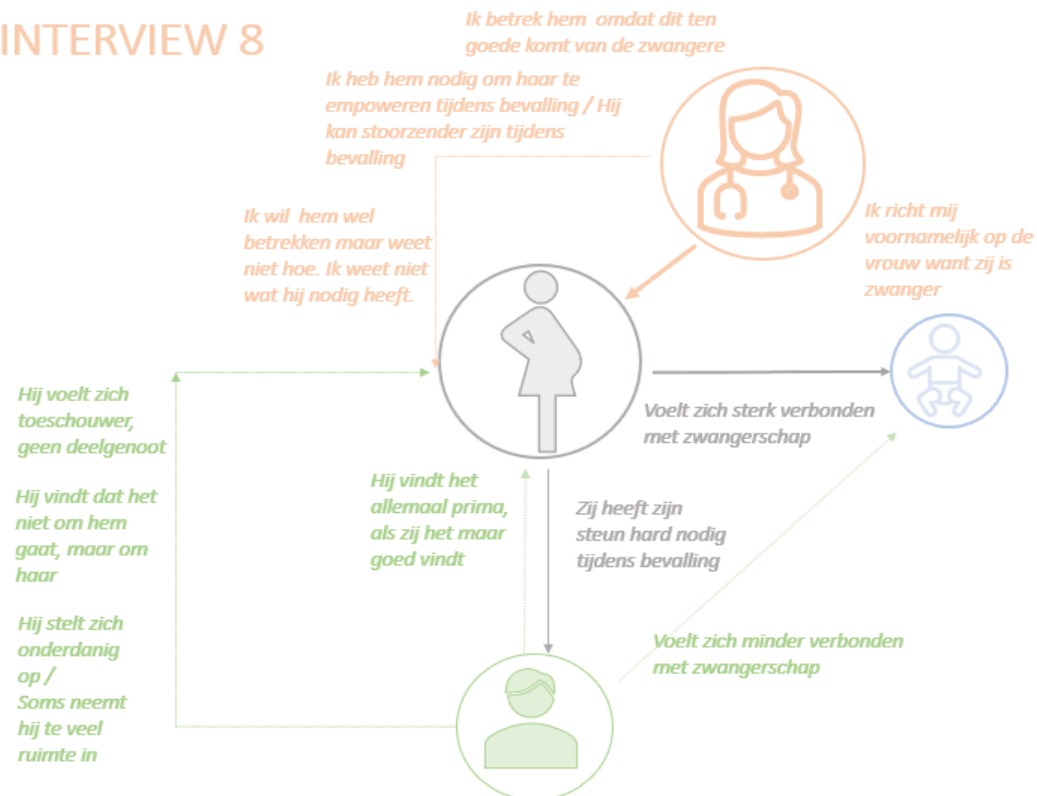 INTERVIEW 8
Ik betrek hem omdat dit ten
goede komt van de zwangere
Ik heb hem nodig om haar te
empoweren tijdens bevalling / Hij
kan stoorzender zijn tijdens
bevalling
Ik wil hem wel
betrekken maar weet
niet hoe. Ik weet niet
wat hij nodig heeft.
Ik richt mij
voornamelijk op de
vrouw want zij is
zwanger
Hij voelt zich
toeschouwer,
geen deelgenoot
Hij vindt dat het
niet om hem
gaat, maar om
haar
Hij stelt zich
onderdanig
op /
Soms neemt
hij te veel
ruimte in
Hij vindt het
allemaal prima,
als zij het maar
goed vindt
Voelt zich sterk verbonden
met zwangerschap
Zij heeft zijn
steun hard nodig
tijdens bevalling
Voelt zich minder verbonden
met zwangerschap